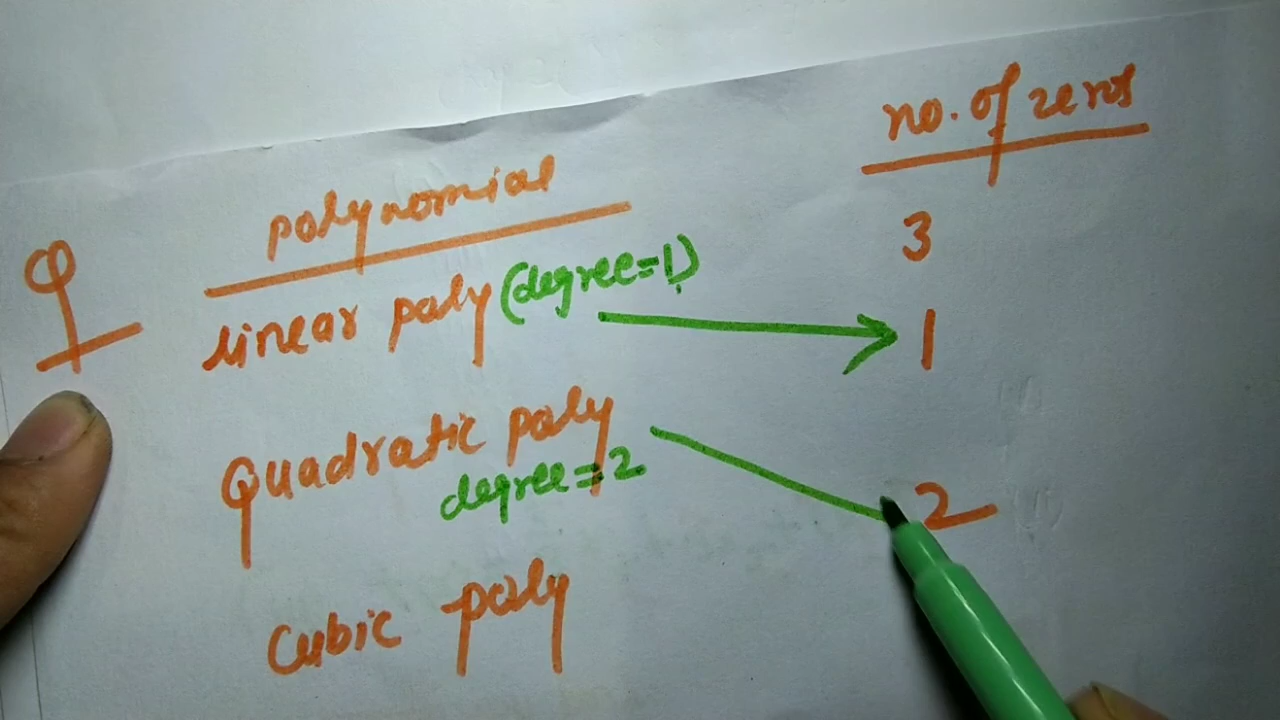 no. of zeros
polynomial
Q
3
linear poly (degree=1)
1
Quadratic poly
degree=2
2
Cubic poly